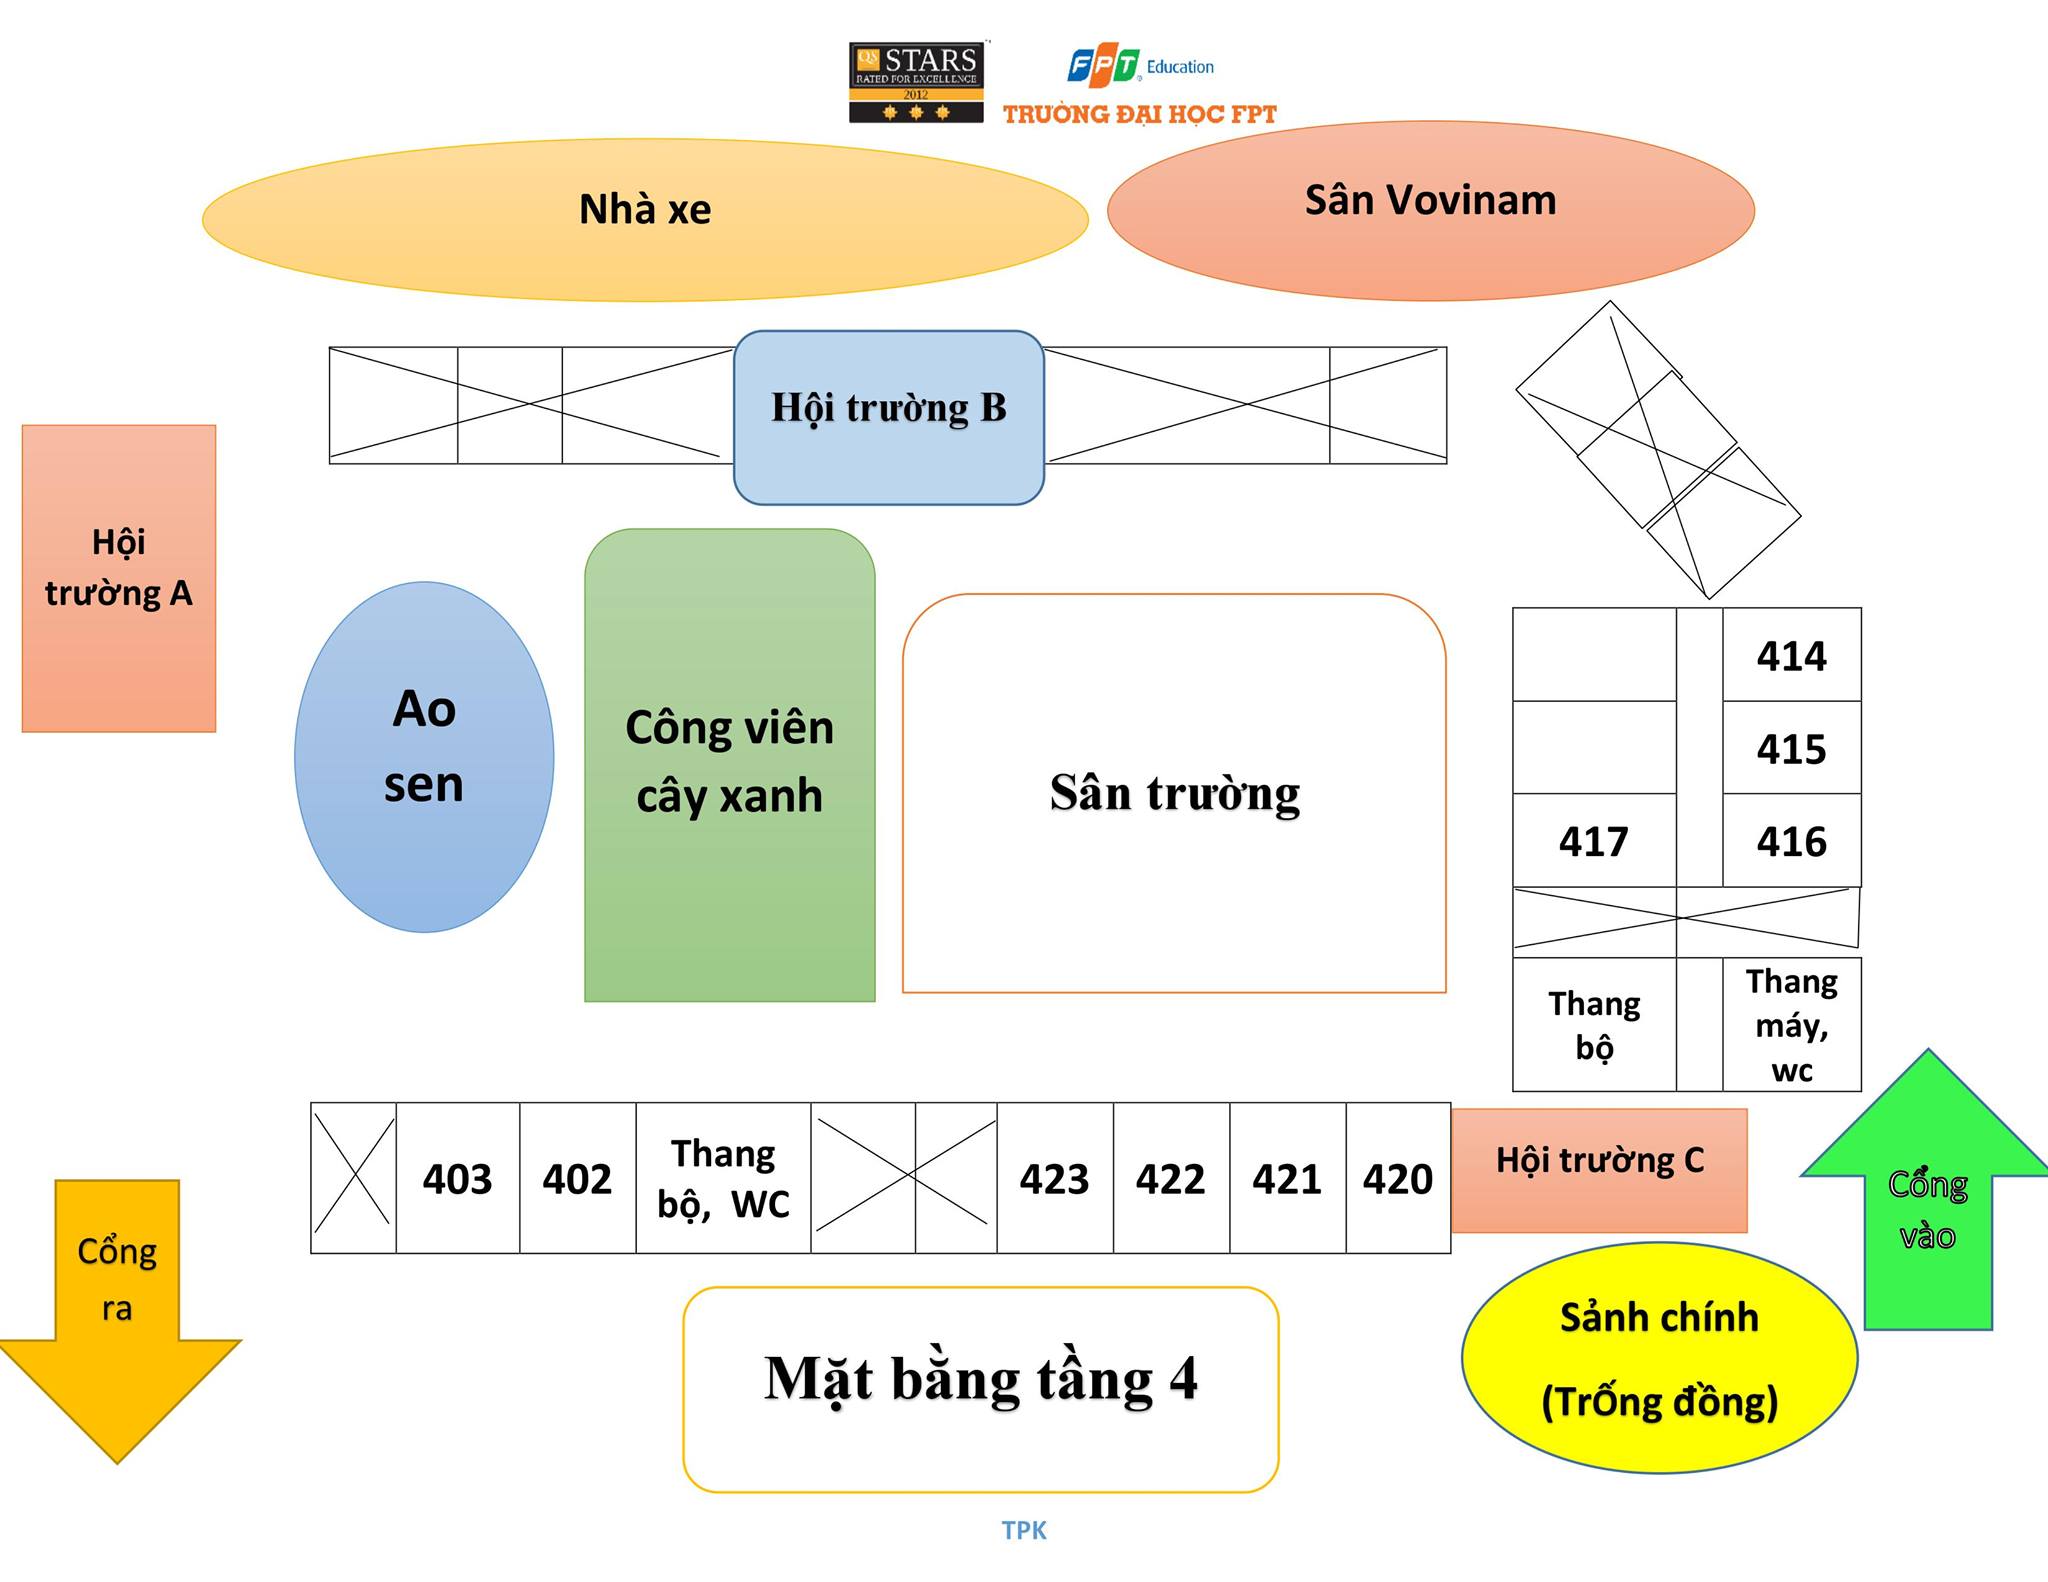 QS STARS
RATED FOR EXCELLENCE
2012
FPT Education
TRƯỜNG ĐẠI HỌC FPT
Nhà xe
Sân Vovinam
Hội trường B
Hội
trường A
Ao
sen
Công viên
cây xanh
Sân trường
414
415
417
416
Thang
bộ
Thang
máy,
wc
403
402
Thang
bộ, WC
423
422
421
420
Hội trường C
Cổng
vào
Cổng
ra
Sảnh chính
(TrỐng đồng)
Mặt bằng tầng 4
TPK